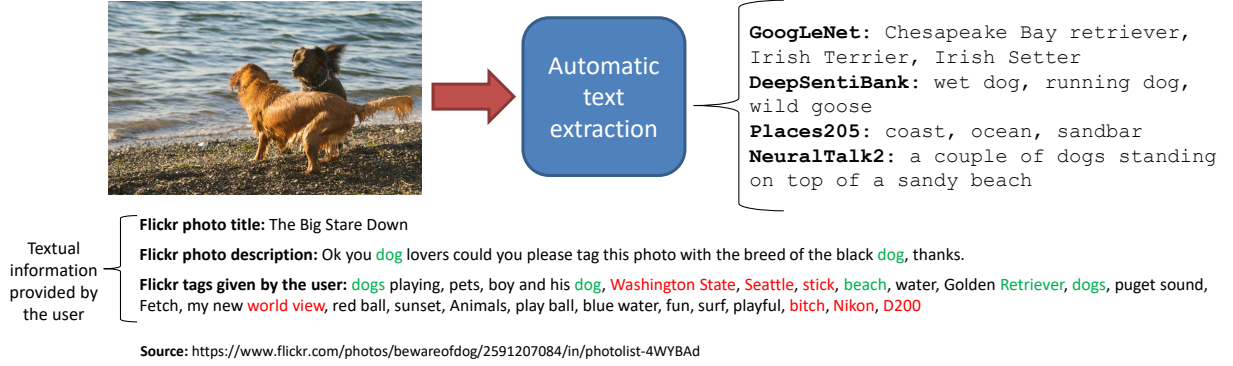 Automatic
text
extraction
GoogLeNet: Chesapeake Bay retriever,
Irish Terrier, Irish Setter
DeepSentiBank: wet dog, running dog,
wild goose
Places205: coast, ocean, sandbar
NeuralTalk2: a couple of dogs standing
on top of a sandy beach
Textual
information
provided by
the user
Flickr photo title: The Big Stare Down
Flickr photo description: Ok you dog lovers could you please tag this photo with the breed of the black dog, thanks.
Flickr tags given by the user: dogs playing, pets, boy and his dog, Washington State, Seattle, stick, beach, water, Golden Retriever, dogs, puget sound,
Fetch, my new world view, red ball, sunset, Animals, play ball, blue water, fun, surf, playful, bitch, Nikon, D200
Source: https://www.flickr.com/photos/bewareofdog/2591207084/in/photolist-4WYBAd